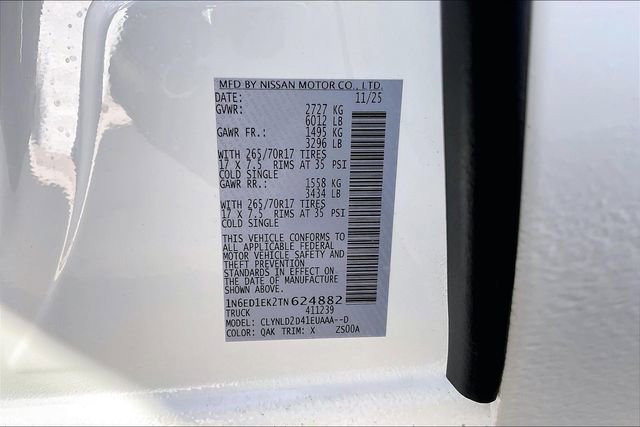 MFD BY NISSAN MOTOR CO., LTD.
DATE: 11/25
GVWR: 2727 KG
6012 LB
GAWR FR.: 1495 KG
3296 LB
WITH 265/70R17 TIRES
17 X 7.5 RIMS AT 35 PSI
COLD SINGLE
GAWR RR.: 1558 KG
3434 LB
WITH 265/70R17 TIRES
17 X 7.5 RIMS AT 35 PSI
COLD SINGLE
THIS VEHICLE CONFORMS TO
ALL APPLICABLE FEDERAL
MOTOR VEHICLE SAFETY AND
THEFT PREVENTION
STANDARDS IN EFFECT ON
THE DATE OF MANUFACTURE
SHOWN ABOVE.
1N6ED1EK2TN624882
TRUCK 411239
MODEL: CLYNLD2D41EUAAA--D
COLOR: QAK TRIM: X ZS00A